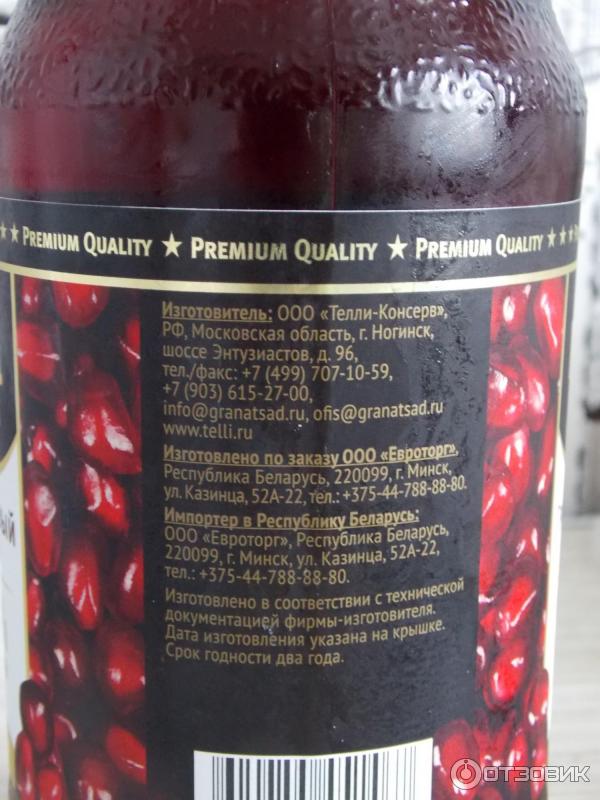 ★★ PREMIUM QUALITY ★ PREMIUM QUALITY ★ PREMIUM QUALITY ★★★
Изготовитель: ООО «Телли-Консерв»,
РФ, Московская область, г. Ногинск,
шоссе Энтузиастов, д. 96,
тел./факс: +7 (499) 707-10-59,
+7 (903) 615-27-00,
info@granatsad.ru, ofis@granatsad.ru
www.telli.ru
Изготовлено по заказу ООО «Евроторг»,
Республика Беларусь, 220099, г. Минск,
ул. Казинца, 52А-22, тел.: +375-44-788-88-80.
Импортер в Республику Беларусь:
ООО «Евроторг», Республика Беларусь,
220099, г. Минск, ул. Казинца, 52А-22,
тел.: +375-44-788-88-80.
Изготовлено в соответствии с технической
документацией фирмы-изготовителя.
Дата изготовления указана на крышке.
Срок годности два года.
ОТЗОВИК